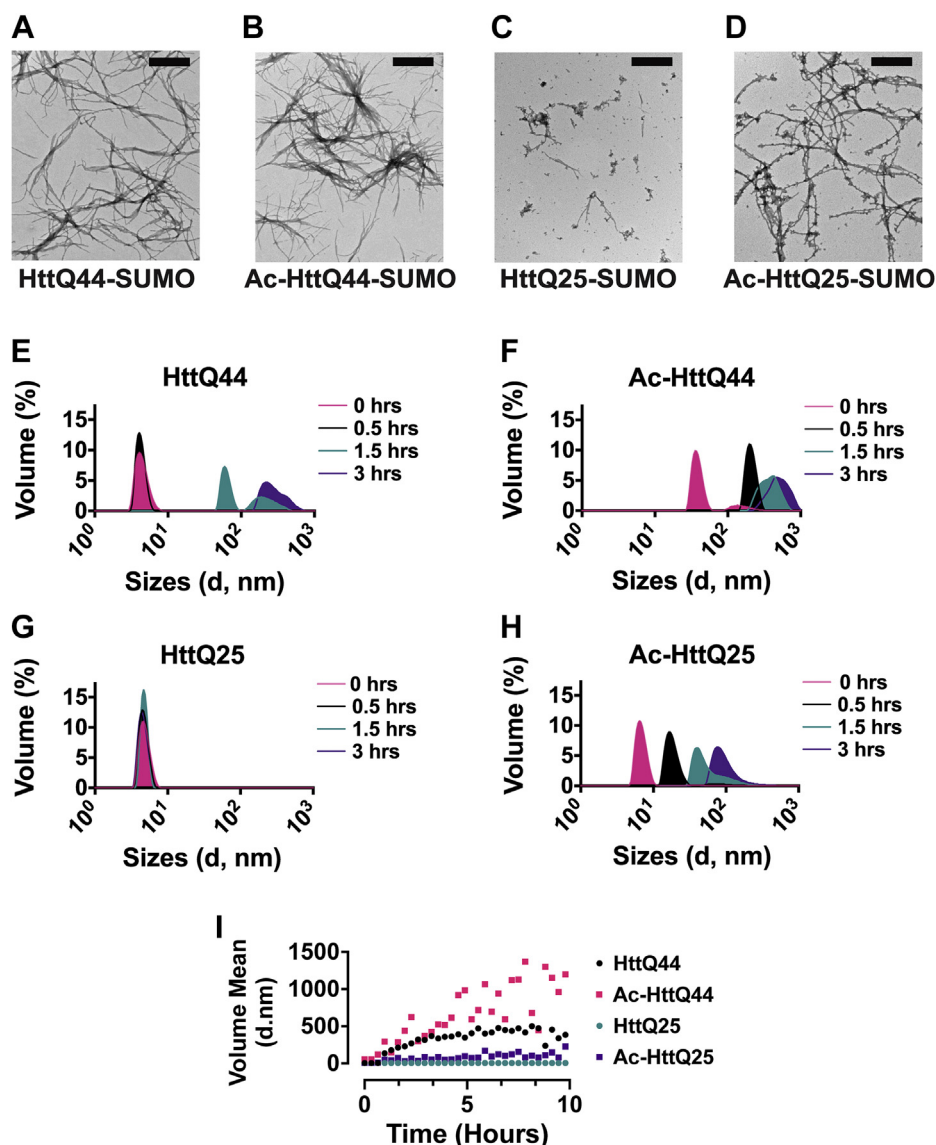 A
B
C
D
HttQ44-SUMO
Ac-HttQ44-SUMO
HttQ25-SUMO
Ac-HttQ25-SUMO
E
HttQ44
Volume (%)
15
10
5
0
10⁰
10¹
10²
10³
Sizes (d, nm)
0 hrs
0.5 hrs
1.5 hrs
3 hrs
F
Ac-HttQ44
Volume (%)
15
10
5
0
10⁰
10¹
10²
10³
Sizes (d, nm)
0 hrs
0.5 hrs
1.5 hrs
3 hrs
G
HttQ25
Volume (%)
15
10
5
0
10⁰
10¹
10²
10³
Sizes (d, nm)
0 hrs
0.5 hrs
1.5 hrs
3 hrs
H
Ac-HttQ25
Volume (%)
15
10
5
0
10⁰
10¹
10²
10³
Sizes (d, nm)
0 hrs
0.5 hrs
1.5 hrs
3 hrs
I
Volume Mean
(d.nm)
1500
1000
500
0
0
5
10
Time (Hours)
HttQ44
Ac-HttQ44
HttQ25
Ac-HttQ25